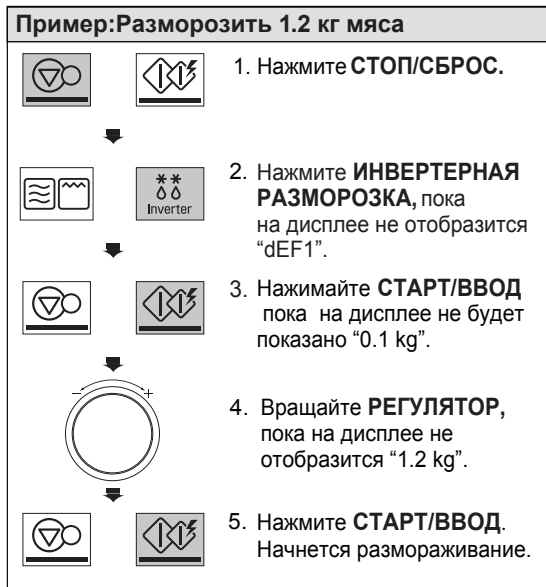 Пример:Разморозить 1.2 кг мяса
1. Нажмите СТОП/СБРОС.
2. Нажмите ИНВЕРТЕРНАЯ
РАЗМОРОЗКА, пока
на дисплее не отобразится
“dEF1”.
Inverter
3. Нажимайте СТАРТ/ВВОД
пока на дисплее не будет
показано “0.1 kg”.
- +
4. Вращайте РЕГУЛЯТОР,
пока на дисплее не
отобразится “1.2 kg”.
5. Нажмите СТАРТ/ВВОД.
Начнется размораживание.